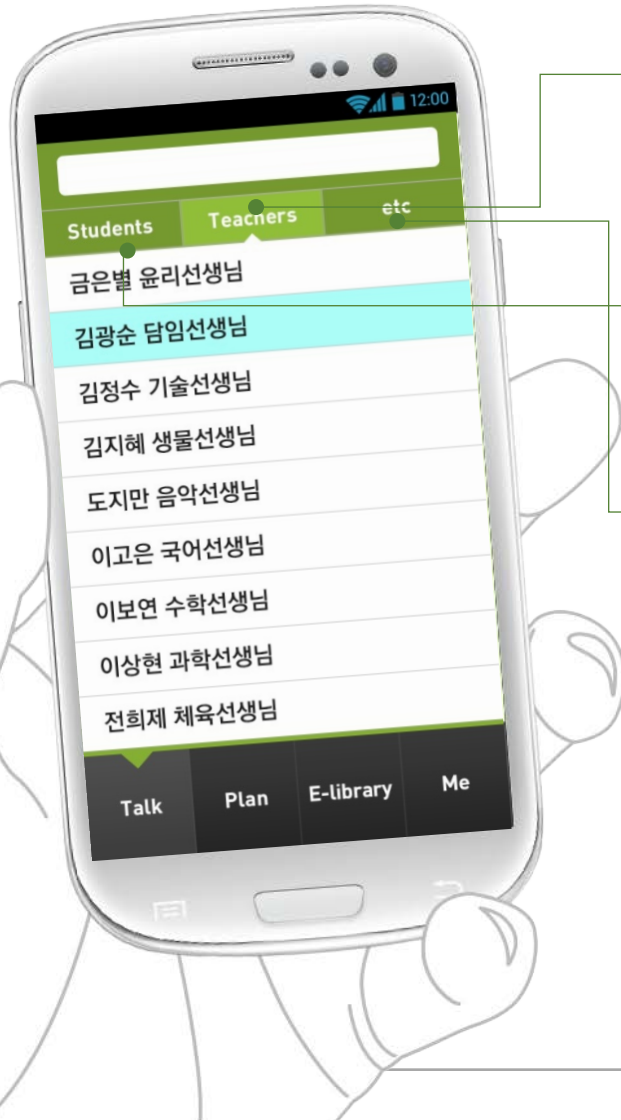 12:00
Students Teachers etc
금은별 윤리선생님
김광순 담임선생님
김정수 기술선생님
김지혜 생물선생님
도지만 음악선생님
이고은 국어선생님
이보연 수학선생님
이상현 과학선생님
전희제 체육선생님
Talk Plan E-library Me